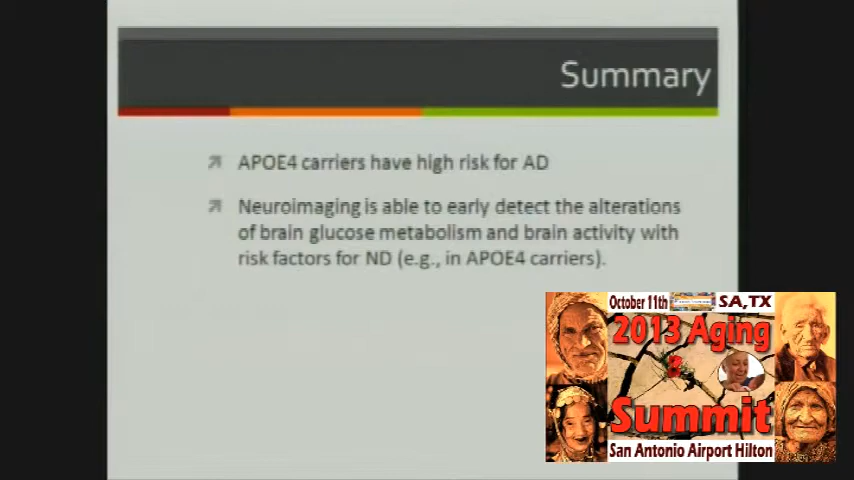 Summary
APOE4 carriers have high risk for AD
Neuroimaging is able to early detect the alterations
of brain glucose metabolism and brain activity with
risk factors for ND (e.g., in APOE4 carriers).
October 11th SA,TX
2013 Aging
Summit
San Antonio Airport Hilton